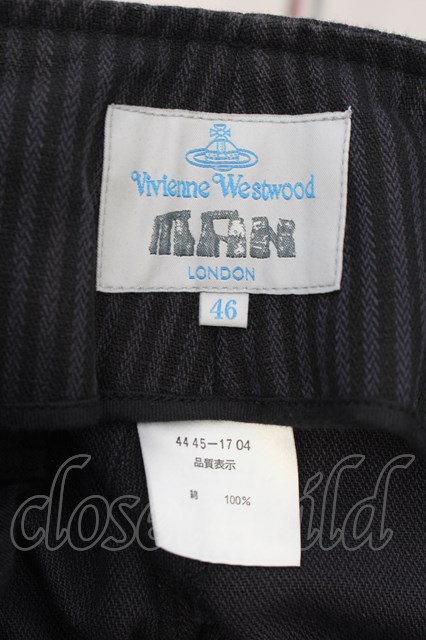 Vivienne Westwood
MAN
LONDON
46
4445-1704
品質表示
綿 100%
closet child